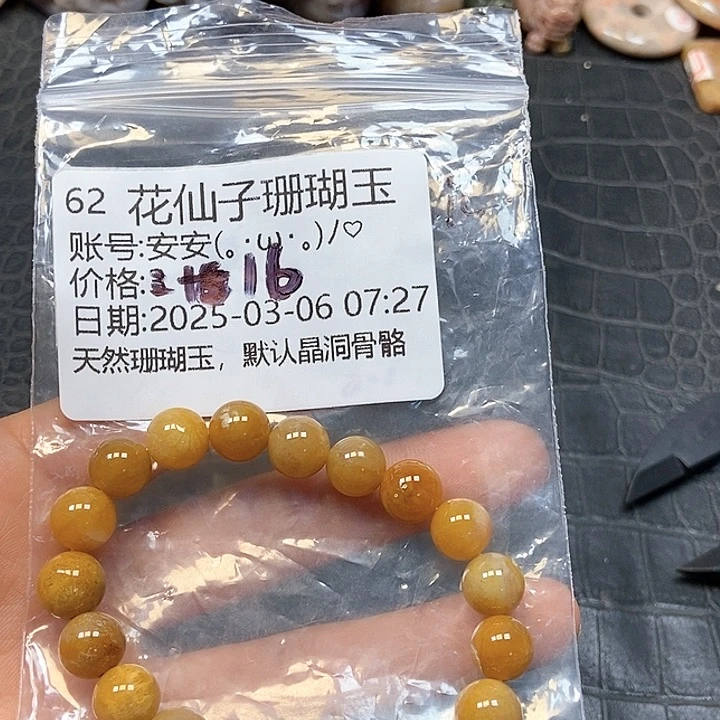 62 花仙子珊瑚玉
账号:安安(｡･ω･｡)ﾉ♡
价格:16
日期:2025-03-06 07:27
天然珊瑚玉，默认晶洞骨骼